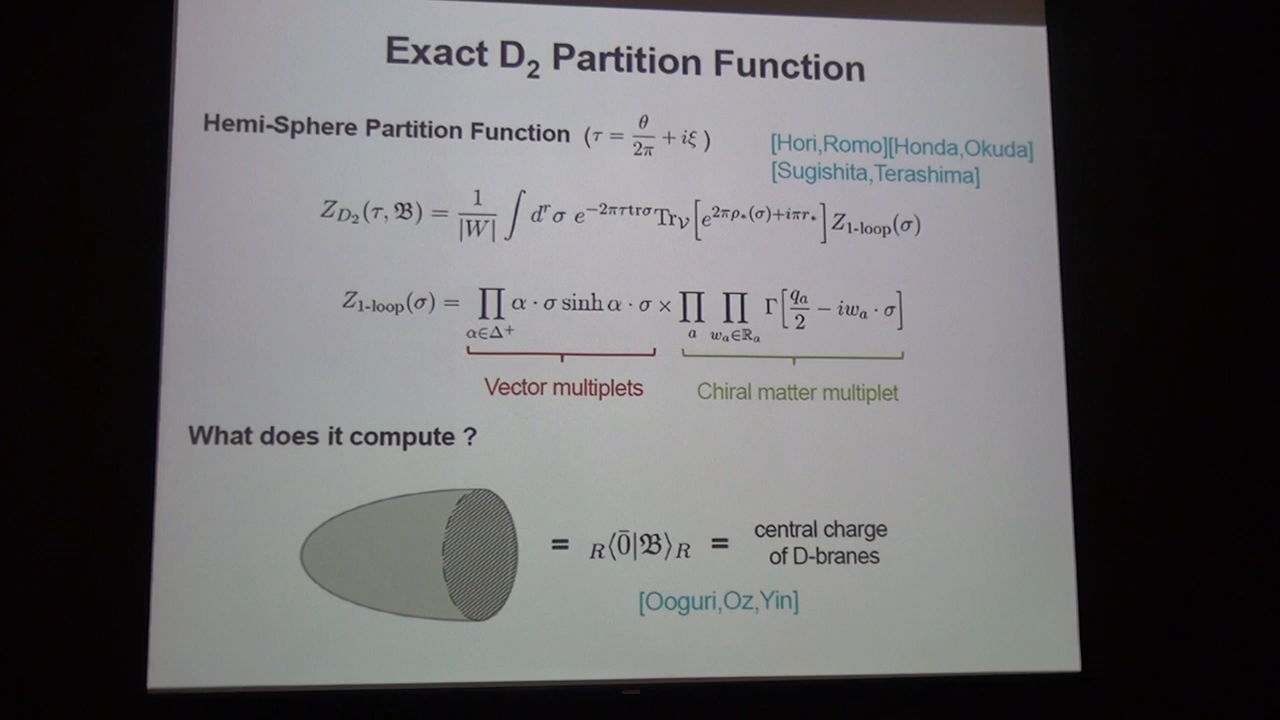 Exact D₂ Partition Function
Hemi-Sphere Partition Function (τ = θ/2π + iξ )
[Hori,Romo][Honda,Okuda]
[Sugishita,Terashima]
Z_{D₂}(τ, 𝔅) = 1/|W| ∫ dʳσ e^{−2πτtrσ}Tr_𝒱[e^{2πρ_*(σ)+iπr_*}]Z_{1-loop}(σ)
Z_{1-loop}(σ) = ∏_{α∈Δ⁺} α · σ sinh α · σ × ∏_a ∏_{w_a∈ℝ_a} Γ[q_a/2 − iw_a · σ]
Vector multiplets
Chiral matter multiplet
What does it compute ?
= _R⟨0̄|𝔅⟩_R = central charge
of D-branes
[Ooguri,Oz,Yin]